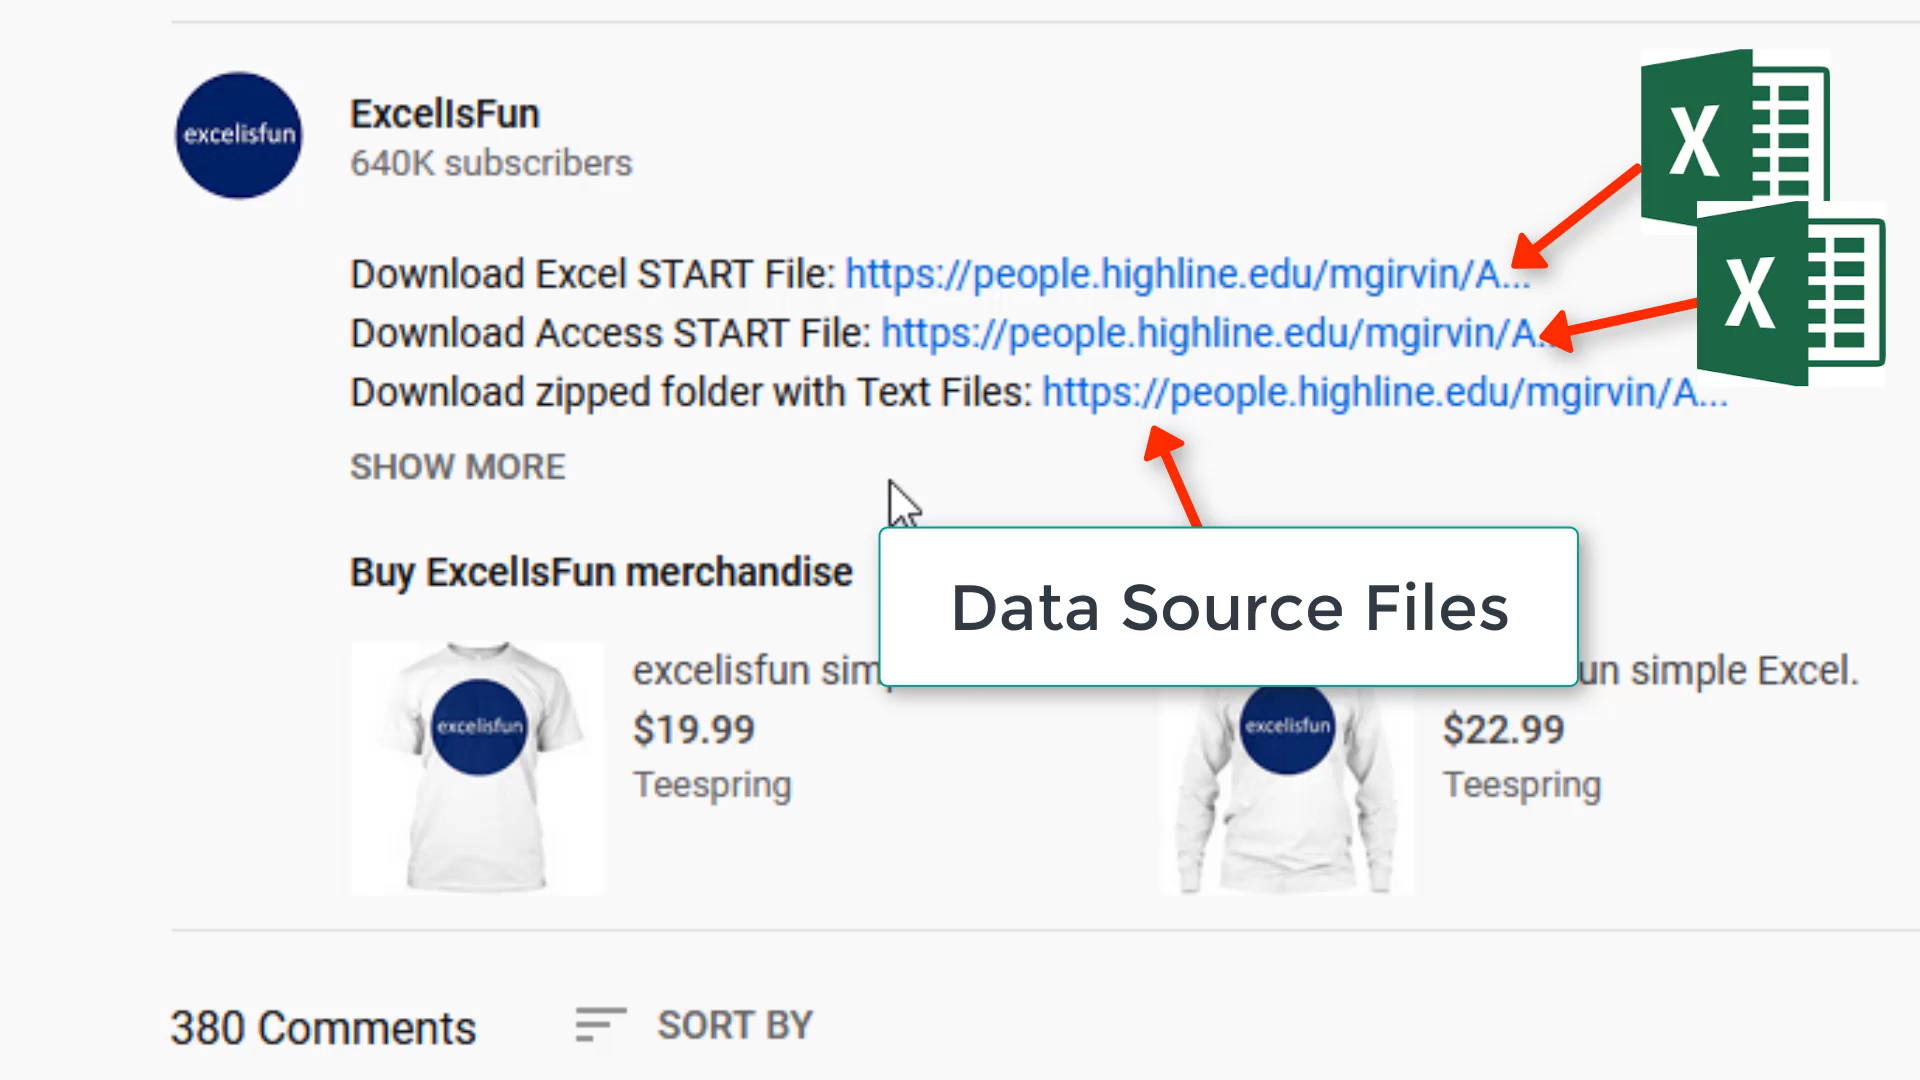 excelisfun
ExcelIsFun
640K subscribers
X
X
Download Excel START File: https://people.highline.edu/mgirvin/A...
Download Access START File: https://people.highline.edu/mgirvin/A...
Download zipped folder with Text Files: https://people.highline.edu/mgirvin/A...
SHOW MORE
Data Source Files
Buy ExcelIsFun merchandise
excelisfun
excelisfun
$19.99
Teespring
excelisfun
simple Excel.
$22.99
Teespring
380 Comments
SORT BY